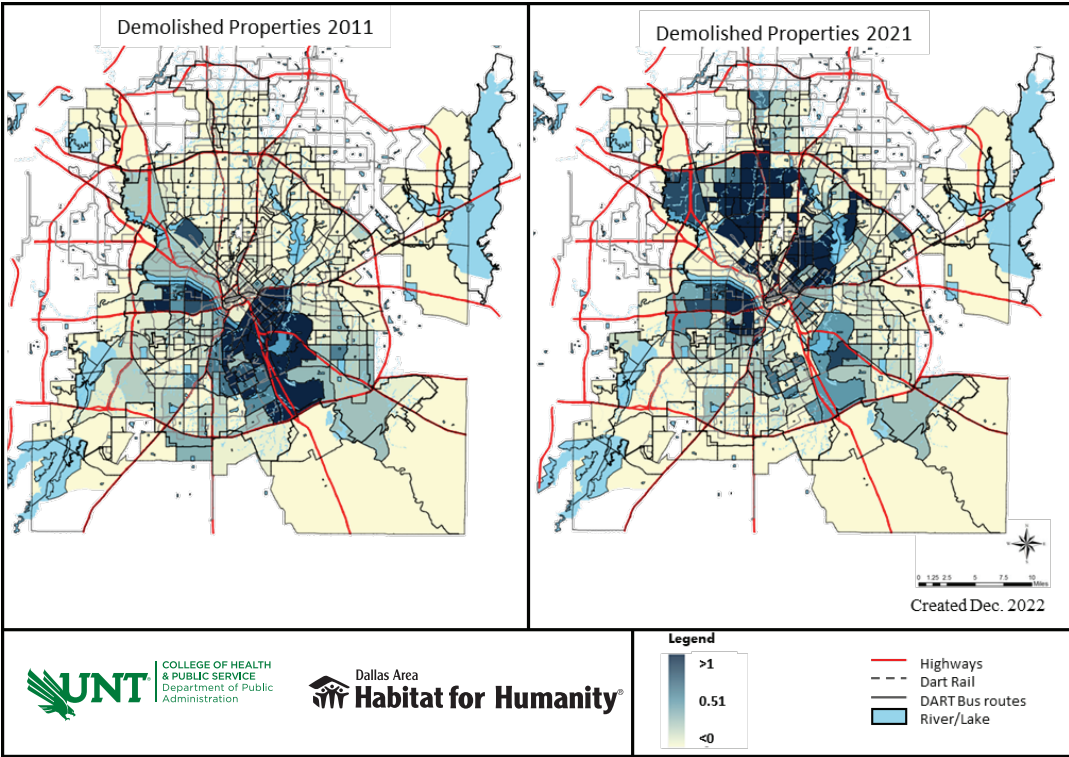 Demolished Properties 2011
Demolished Properties 2021
0 1.25 2.5 5 7.5 10
Miles
Created Dec. 2022
UNT®
COLLEGE OF HEALTH
& PUBLIC SERVICE
Department of Public
Administration
Dallas Area
Habitat for Humanity®
Legend
>1
0.51
<0
Highways
Dart Rail
DART Bus routes
River/Lake